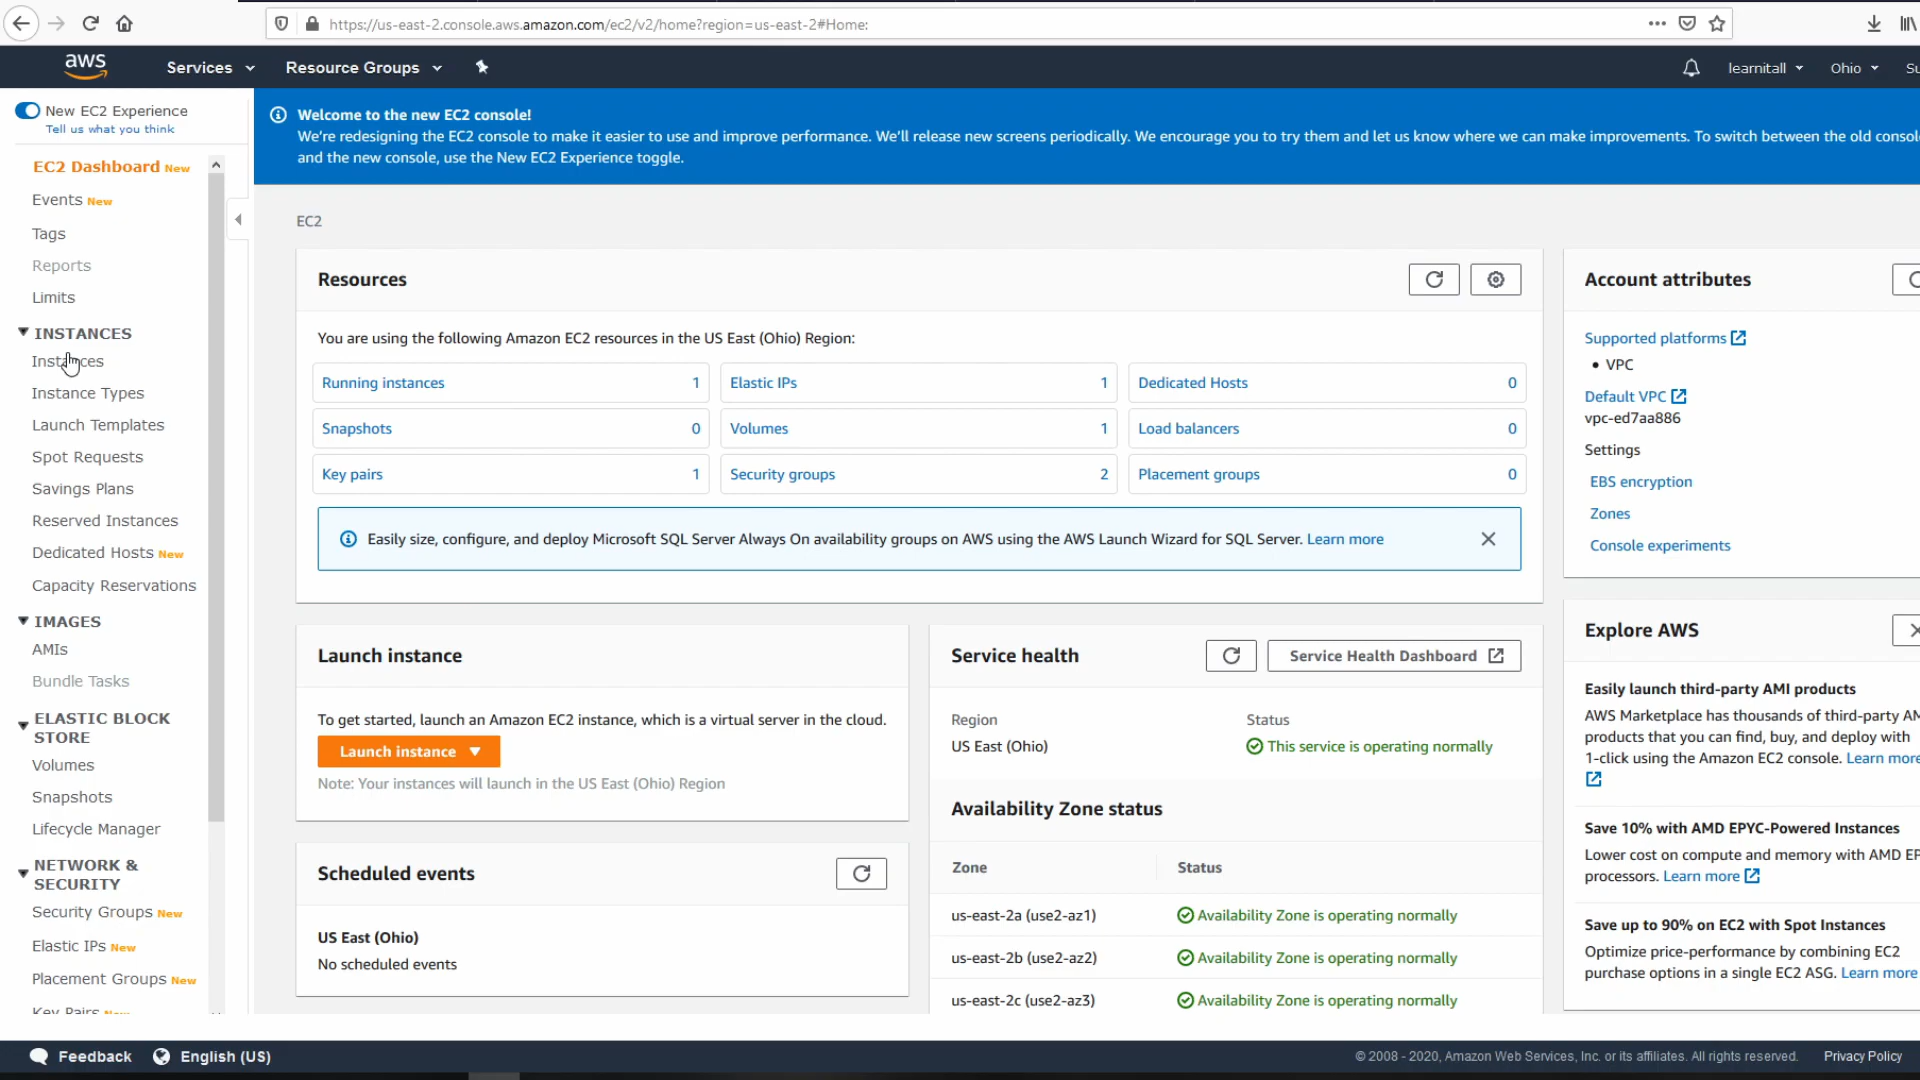 https://us-east-2.console.aws.amazon.com/ec2/v2/home?region=us-east-2#Home:
aws
Services
Resource Groups
learnitall
Ohio
New EC2 Experience
Tell us what you think
EC2 Dashboard New
Events New
Tags
Reports
Limits
INSTANCES
Instances
Instance Types
Launch Templates
Spot Requests
Savings Plans
Reserved Instances
Dedicated Hosts New
Capacity Reservations
IMAGES
AMIs
Bundle Tasks
ELASTIC BLOCK
STORE
Volumes
Snapshots
Lifecycle Manager
NETWORK &
SECURITY
Security Groups New
Elastic IPs New
Placement Groups New
Key Pairs New
Welcome to the new EC2 console!
We're redesigning the EC2 console to make it easier to use and improve performance. We'll release new screens periodically. We encourage you to try them and let us know where we can make improvements. To switch between the old consol
and the new console, use the New EC2 Experience toggle.
EC2
Resources
You are using the following Amazon EC2 resources in the US East (Ohio) Region:
Running instances 1
Elastic IPs 1
Dedicated Hosts 0
Snapshots 0
Volumes 1
Load balancers 0
Key pairs 1
Security groups 2
Placement groups 0
Easily size, configure, and deploy Microsoft SQL Server Always On availability groups on AWS using the AWS Launch Wizard for SQL Server. Learn more
Launch instance
To get started, launch an Amazon EC2 instance, which is a virtual server in the cloud.
Launch instance
Note: Your instances will launch in the US East (Ohio) Region
Scheduled events
US East (Ohio)
No scheduled events
Service health
Service Health Dashboard
Region
Status
US East (Ohio)
This service is operating normally
Availability Zone status
Zone
Status
us-east-2a (use2-az1)
Availability Zone is operating normally
us-east-2b (use2-az2)
Availability Zone is operating normally
us-east-2c (use2-az3)
Availability Zone is operating normally
Account attributes
Supported platforms
• VPC
Default VPC
vpc-ed7aa886
Settings
EBS encryption
Zones
Console experiments
Explore AWS
Easily launch third-party AMI products
AWS Marketplace has thousands of third-party AM
products that you can find, buy, and deploy with
1-click using the Amazon EC2 console. Learn more
Save 10% with AMD EPYC-Powered Instances
Lower cost on compute and memory with AMD EP
processors. Learn more
Save up to 90% on EC2 with Spot Instances
Optimize price-performance by combining EC2
purchase options in a single EC2 ASG. Learn more
Feedback
English (US)
© 2008 - 2020, Amazon Web Services, Inc. or its affiliates. All rights reserved.
Privacy Policy